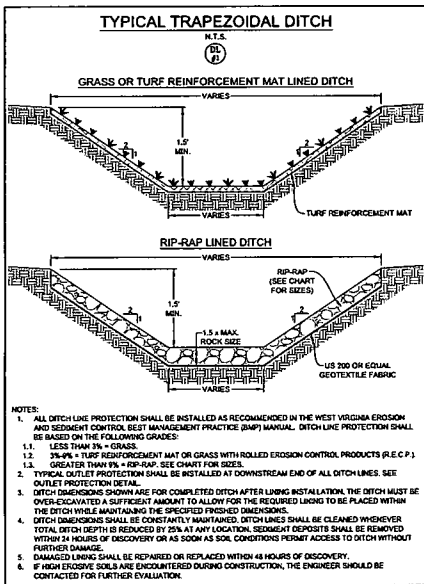 TYPICAL TRAPEZOIDAL DITCH
N.T.S.
DL
#3
GRASS OR TURF REINFORCEMENT MAT LINED DITCH
VARIES
1.5'
MIN.
2
1
2
1
VARIES
TURF REINFORCEMENT MAT
RIP-RAP LINED DITCH
VARIES
RIP-RAP
(SEE CHART
FOR SIZES)
1.5'
MIN.
2
1
2
1
1.5 x MAX.
ROCK SIZE
VARIES
US 200 OR EQUAL
GEOTEXTILE FABRIC
NOTES:
1. ALL DITCH LINE PROTECTION SHALL BE INSTALLED AS RECOMMENDED IN THE WEST VIRGINIA EROSION
AND SEDIMENT CONTROL BEST MANAGEMENT PRACTICE (BMP) MANUAL. DITCH LINE PROTECTION SHALL
BE BASED ON THE FOLLOWING GRADES:
1.1. LESS THAN 3% = GRASS.
1.2. 3%-9% = TURF REINFORCEMENT MAT OR GRASS WITH ROLLED EROSION CONTROL PRODUCTS (R.E.C.P.).
1.3. GREATER THAN 9% = RIP-RAP. SEE CHART FOR SIZES.
2. TYPICAL OUTLET PROTECTION SHALL BE INSTALLED AT DOWNSTREAM END OF ALL DITCH LINES. SEE
OUTLET PROTECTION DETAIL.
3. DITCH DIMENSIONS SHOWN ARE FOR COMPLETED DITCH AFTER LINING INSTALLATION. THE DITCH MUST BE
OVER-EXCAVATED A SUFFICIENT AMOUNT TO ALLOW FOR THE REQUIRED LINING TO BE PLACED WITHIN
THE DITCH WHILE MAINTAINING THE SPECIFIED FINISHED DIMENSIONS.
4. DITCH DIMENSIONS SHALL BE CONSTANTLY MAINTAINED. DITCH LINES SHALL BE CLEANED WHENEVER
TOTAL DITCH DEPTH IS REDUCED BY 25% AT ANY LOCATION. SEDIMENT DEPOSITS SHALL BE REMOVED
WITHIN 24 HOURS OF DISCOVERY OR AS SOON AS SOIL CONDITIONS PERMIT ACCESS TO DITCH WITHOUT
FURTHER DAMAGE.
5. DAMAGED LINING SHALL BE REPAIRED OR REPLACED WITHIN 48 HOURS OF DISCOVERY.
6. IF HIGH EROSIVE SOILS ARE ENCOUNTERED DURING CONSTRUCTION, THE ENGINEER SHOULD BE
CONTACTED FOR FURTHER EVALUATION.